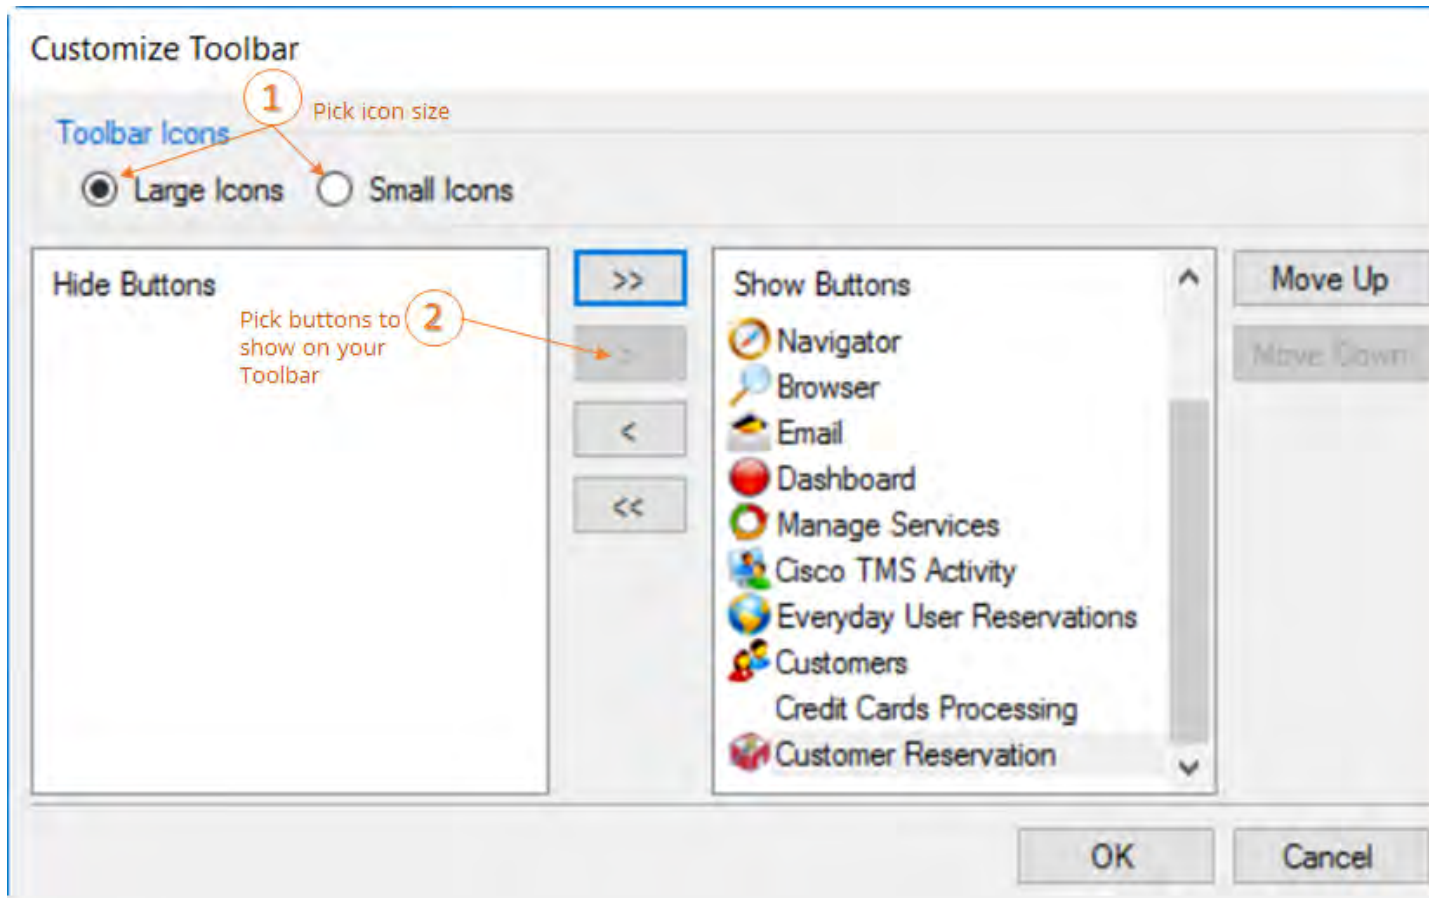 Customize Toolbar
1 Pick icon size
Toolbar Icons
Large Icons Small Icons
Hide Buttons
Pick buttons to 2
show on your
Toolbar
>>
>
<
<<
Show Buttons
Navigator
Browser
Email
Dashboard
Manage Services
Cisco TMS Activity
Everyday User Reservations
Customers
Credit Cards Processing
Customer Reservation
Move Up
Move Down
OK Cancel